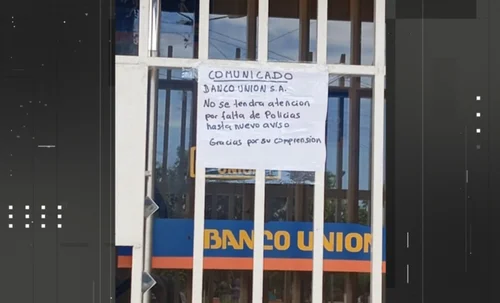 COMUNICADO
BANCO UNION S.A.
No se tendra atencion
por falta de Policias
hasta nuevo aviso
Gracias por su comprension
UNION
BANCO UNION